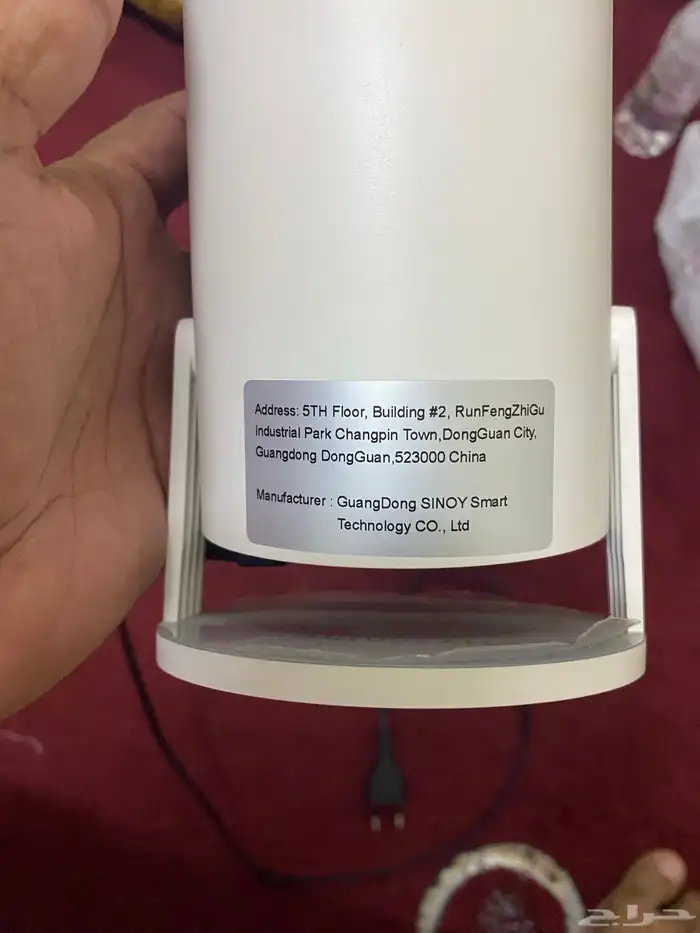 Address: 5TH Floor, Building #2, RunFengZhiGu
Industrial Park Changpin Town,DongGuan City,
Guangdong DongGuan,523000 China
Manufacturer : GuangDong SINOY Smart
Technology CO., Ltd
حراج